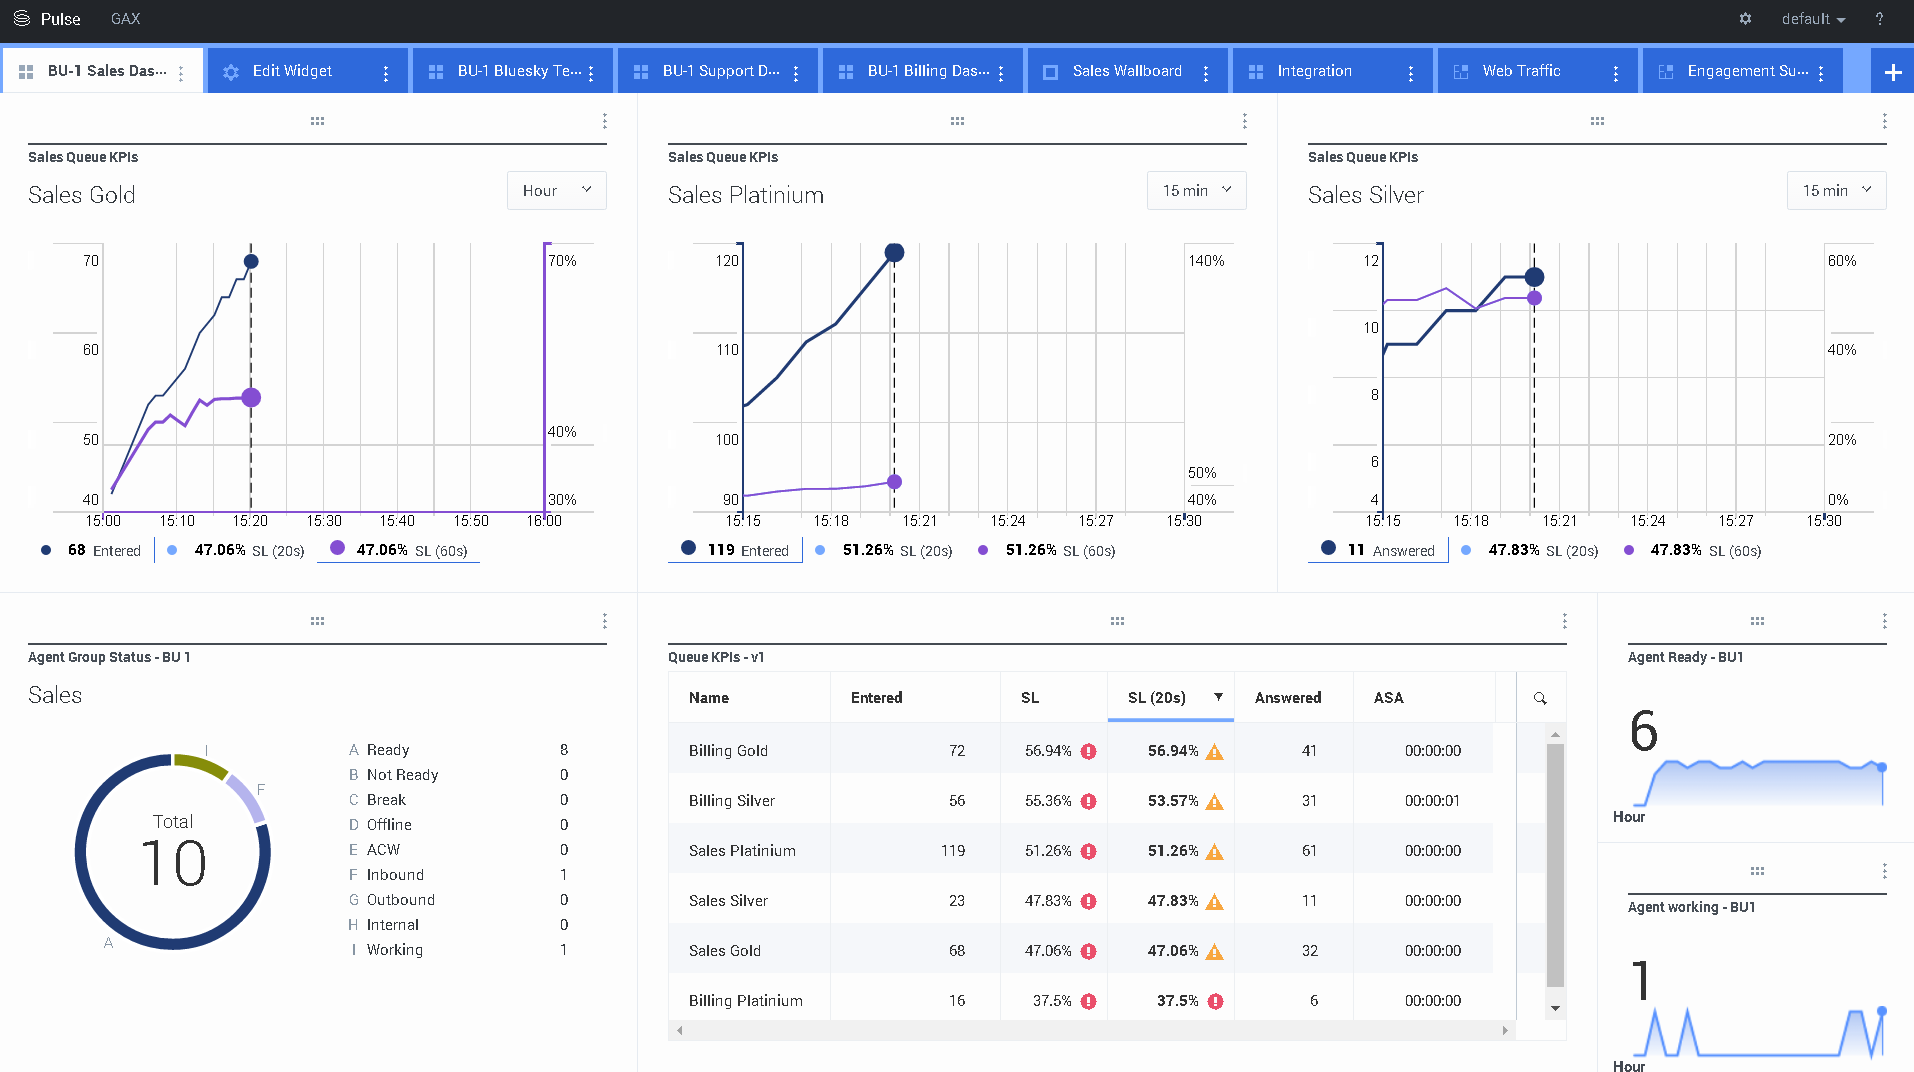 Pulse GAX default ?
BU-1 Sales Das... Edit Widget BU-1 Bluesky Te... BU-1 Support D... BU-1 Billing Das... Sales Wallboard Integration Web Traffic Engagement Su... +
Sales Queue KPIs
Sales Gold
Hour
70 70%
60
50 40%
40 30%
15:00 15:10 15:20 15:30 15:40 15:50 16:00
68 Entered 47.06% SL (20s) 47.06% SL (60s)
Sales Queue KPIs
Sales Platinium
15 min
120 140%
110
100 50%
90 40%
15:15 15:18 15:21 15:24 15:27 15:30
119 Entered 51.26% SL (20s) 51.26% SL (60s)
Sales Queue KPIs
Sales Silver
15 min
12 60%
10 40%
8
6 20%
4 0%
15:15 15:18 15:21 15:24 15:27 15:30
11 Answered 47.83% SL (20s) 47.83% SL (60s)
Agent Group Status - BU 1
Sales
I
F
A
Total
10
A Ready 8
B Not Ready 0
C Break 0
D Offline 0
E ACW 0
F Inbound 1
G Outbound 0
H Internal 0
I Working 1
Queue KPIs - v1
Name Entered SL SL (20s) Answered ASA
Billing Gold 72 56.94% 56.94% 41 00:00:00
Billing Silver 56 55.36% 53.57% 31 00:00:01
Sales Platinium 119 51.26% 51.26% 61 00:00:00
Sales Silver 23 47.83% 47.83% 11 00:00:00
Sales Gold 68 47.06% 47.06% 32 00:00:00
Billing Platinium 16 37.5% 37.5% 6 00:00:00
Agent Ready - BU1
6
Hour
Agent working - BU1
1
Hour